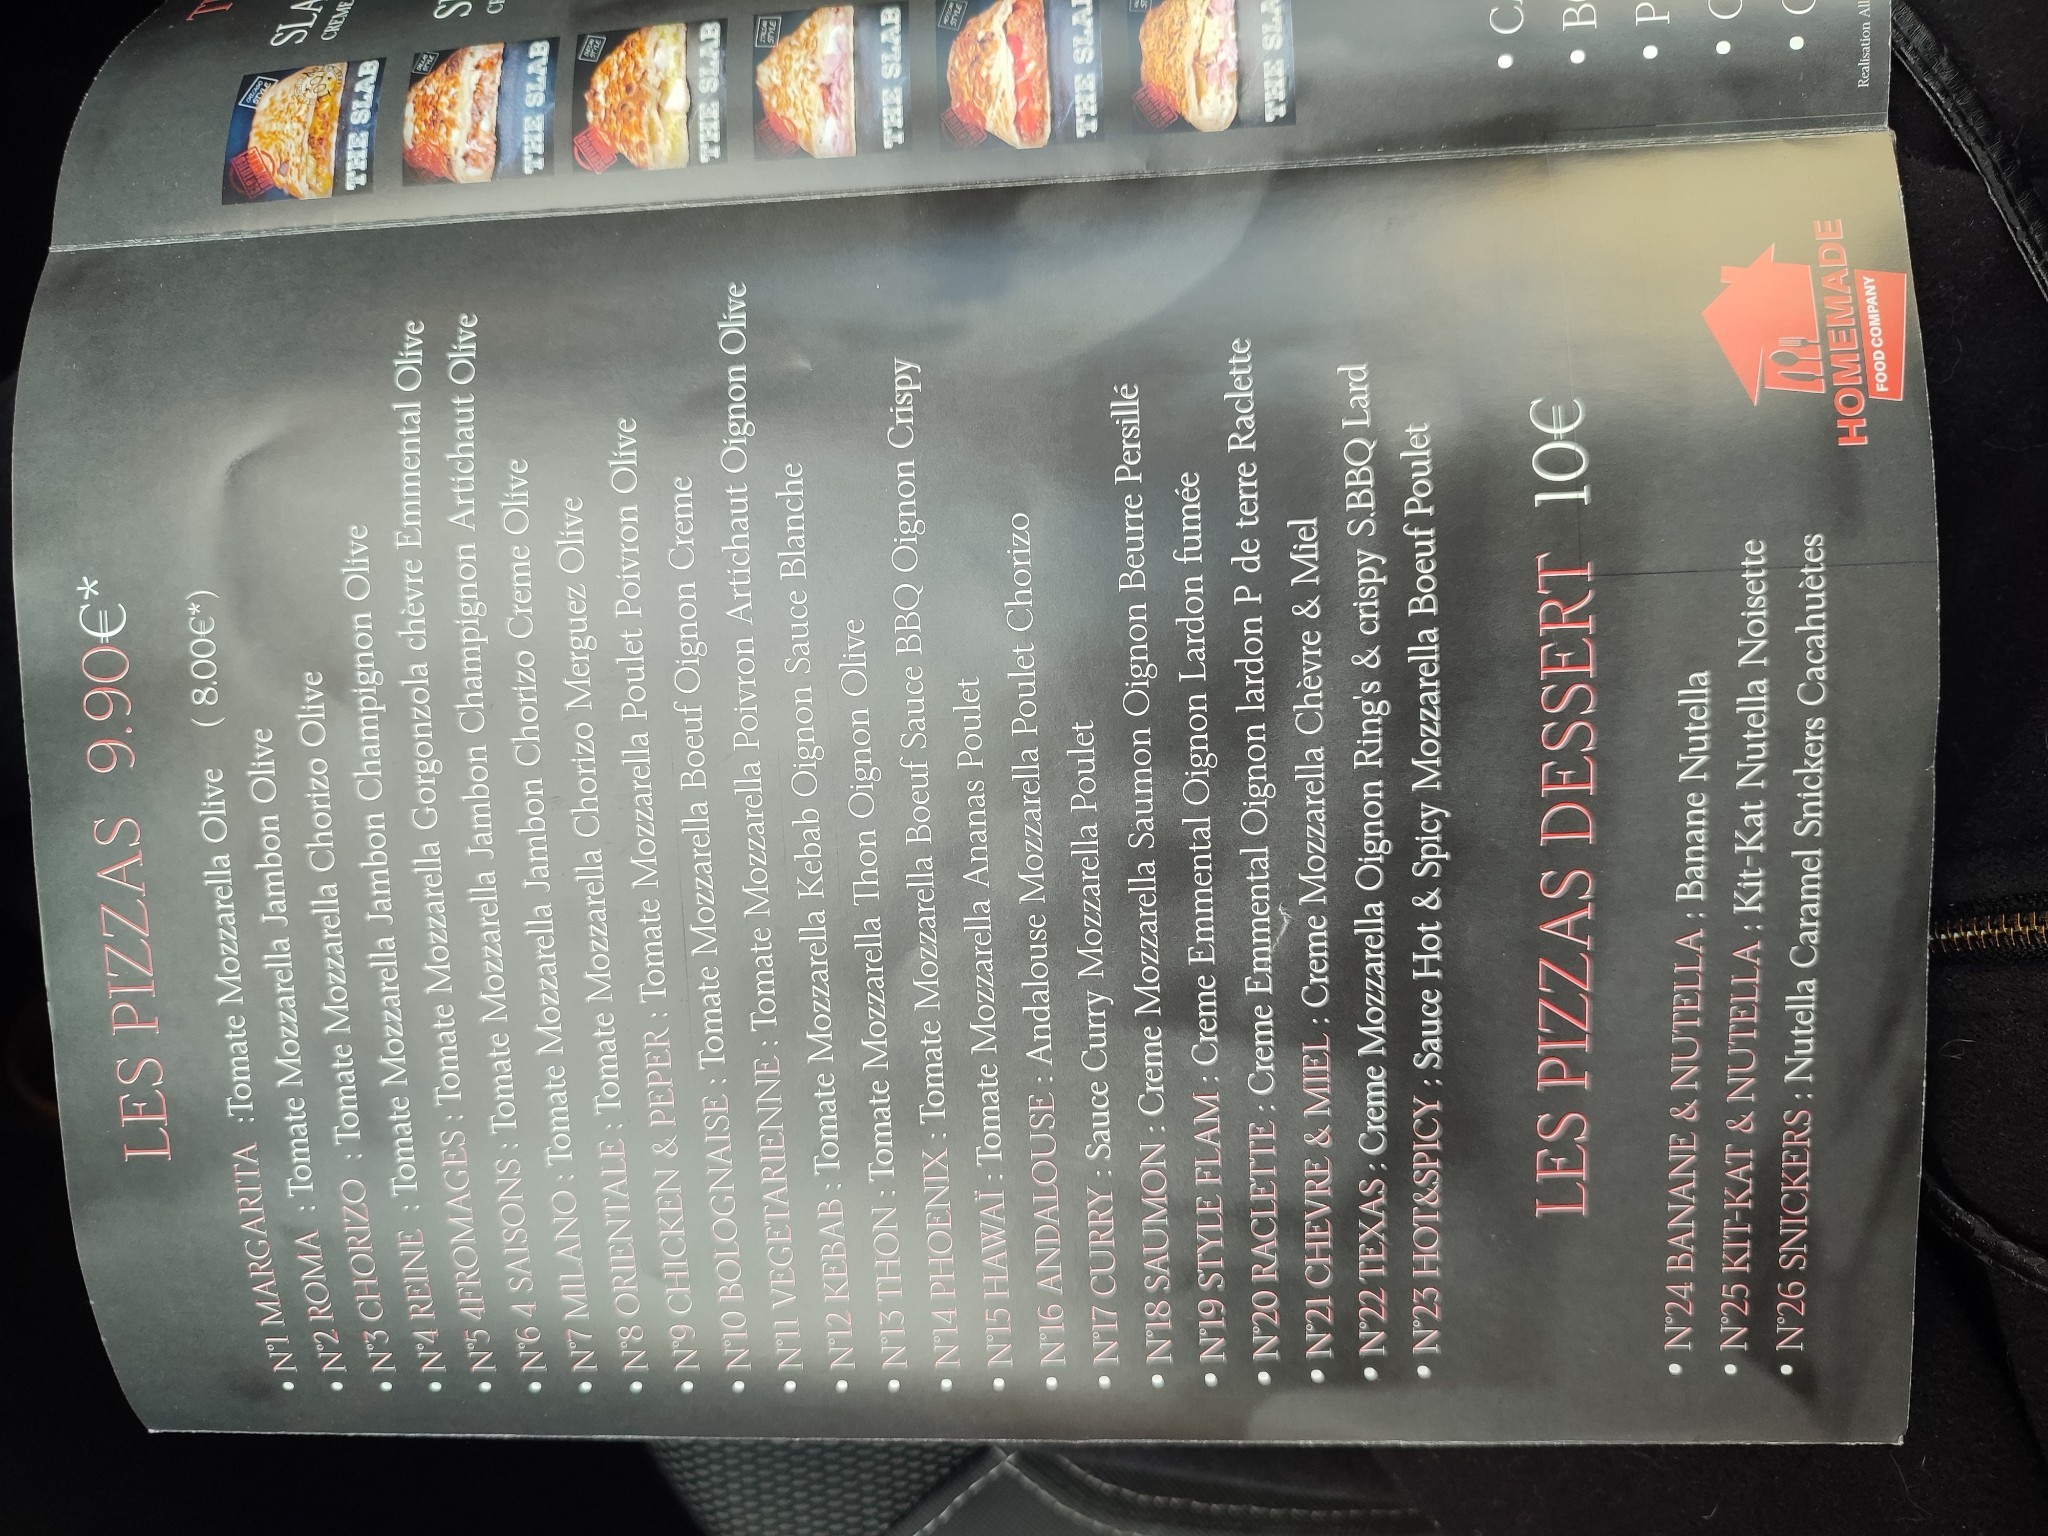 LES PIZZAS 9.90€*
• N°1 MARGARITA :Tomate Mozzarella Olive ( 8.00€*)
• N°2 ROMA : Tomate Mozzarella Jambon Olive
• N°3 CHORIZO : Tomate Mozzarella Chorizo Olive
• N°4 REINE : Tomate Mozzarella Jambon Champignon Olive
• N°5 4FROMAGES : Tomate Mozzarella Gorgonzola chèvre Emmental Olive
• N°6 4 SAISONS : Tomate Mozzarella Jambon Champignon Artichaut Olive
• N°7 MILANO : Tomate Mozzarella Jambon Chorizo Creme Olive
• N°8 ORIENTALE : Tomate Mozzarella Chorizo Merguez Olive
• N°9 CHICKEN & PEPER : Tomate Mozzarella Poulet Poivron Olive
• N°10 BOLOGNAISE : Tomate Mozzarella Boeuf Oignon Creme
• N°11 VEGETARIENNE : Tomate Mozzarella Poivron Artichaut Oignon Olive
• N°12 KEBAB : Tomate Mozzarella Kebab Oignon Sauce Blanche
• N°13 THON : Tomate Mozzarella Thon Oignon Olive
• N°14 PHOENIX : Tomate Mozzarella Boeuf Sauce BBQ Oignon Crispy
• N°15 HAWAÏ : Tomate Mozzarella Ananas Poulet
• N°16 ANDALOUSE : Andalouse Mozzarella Poulet Chorizo
• N°17 CURRY : Sauce Curry Mozzarella Poulet
• N°18 SAUMON : Creme Mozzarella Saumon Oignon Beurre Persillé
• N°19 STYLE FLAM : Creme Emmental Oignon Lardon fumée
• N°20 RACLETTE : Creme Emmental Oignon lardon P de terre Raclette
• N°21 CHEVRE & MIEL : Creme Mozzarella Chèvre & Miel
• N°22 TEXAS : Creme Mozzarella Oignon Ring's & crispy S.BBQ Lard
• N°23 HOT&SPICY : Sauce Hot & Spicy Mozzarella Boeuf Poulet
LES PIZZAS DESSERT 10€
• N°24 BANANE & NUTELLA : Banane Nutella
• N°25 KIT-KAT & NUTELLA : Kit-Kat Nutella Noisette
• N°26 SNICKERS : Nutella Caramel Snickers Cacahuètes
HOMEMADE
FOOD COMPANY
CHICAGO STYLE
THE SLAB
THE SLAB
THE SLAB
ITALIAN STYLE
THE SLAB
MEXICAN STYLE
THE SLAB
THE SLA
SLA
CREME
Realisation All